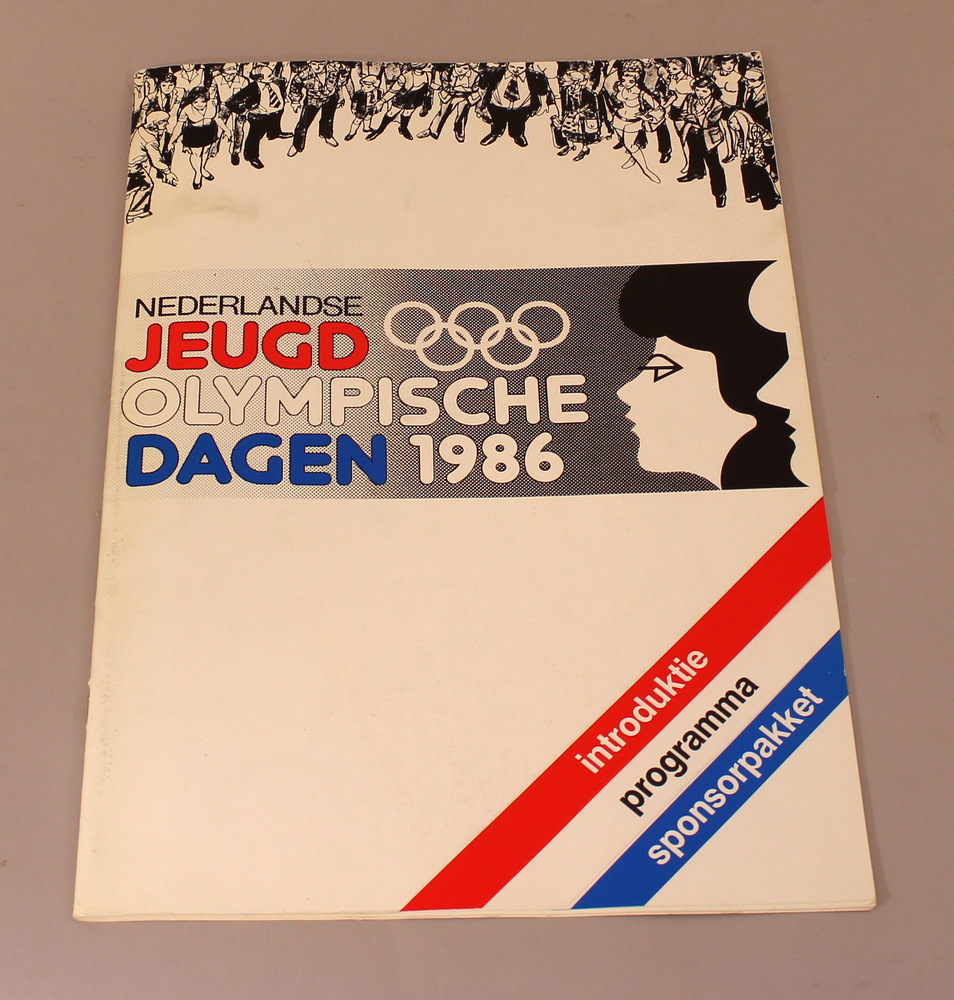 NEDERLANDSE
JEUGD
OLYMPISCHE
DAGEN 1986
introduktie
programma
sponsorpakket